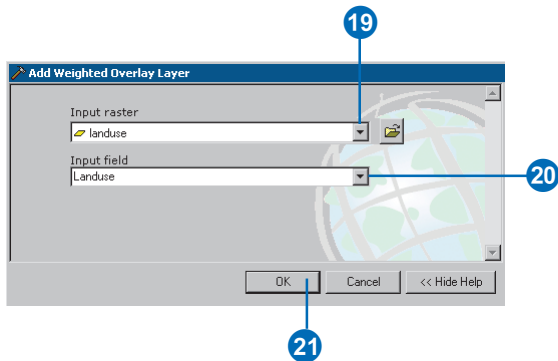 19
Add Weighted Overlay Layer
Input raster
landuse
Input field
Landuse
20
OK Cancel << Hide Help
21